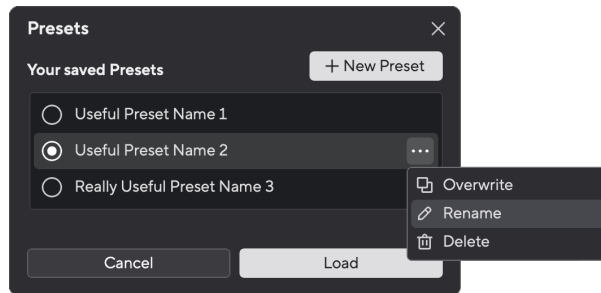 Presets
Your saved Presets
+ New Preset
Useful Preset Name 1
Useful Preset Name 2
Really Useful Preset Name 3
Overwrite
Rename
Delete
Cancel
Load